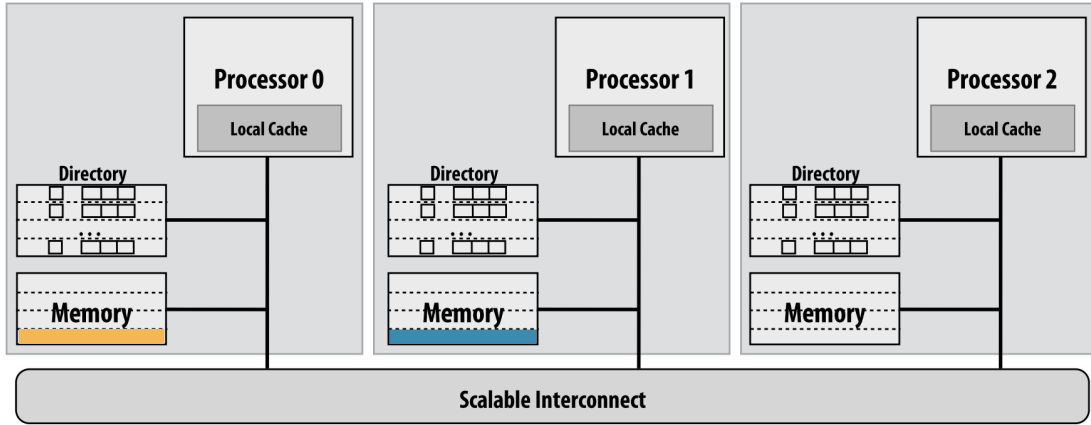 Processor 0
Local Cache
Directory
...
Memory
Processor 1
Local Cache
Directory
...
Memory
Processor 2
Local Cache
Directory
...
Memory
Scalable Interconnect